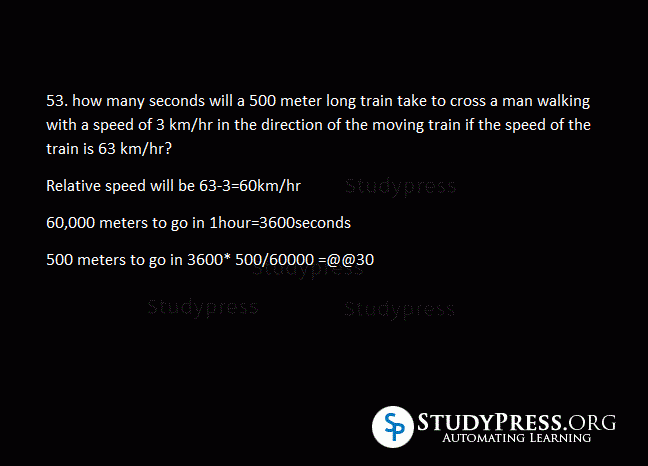 53. how many seconds will a 500 meter long train take to cross a man walking
with a speed of 3 km/hr in the direction of the moving train if the speed of the
train is 63 km/hr?
Relative speed will be 63-3=60km/hr
Studypress
60,000 meters to go in 1hour=3600seconds
500 meters to go in 3600* 500/60000 =@@30
Studypress
Studypress
Studypress
SP
STUDYPRESS.ORG
AUTOMATING LEARNING